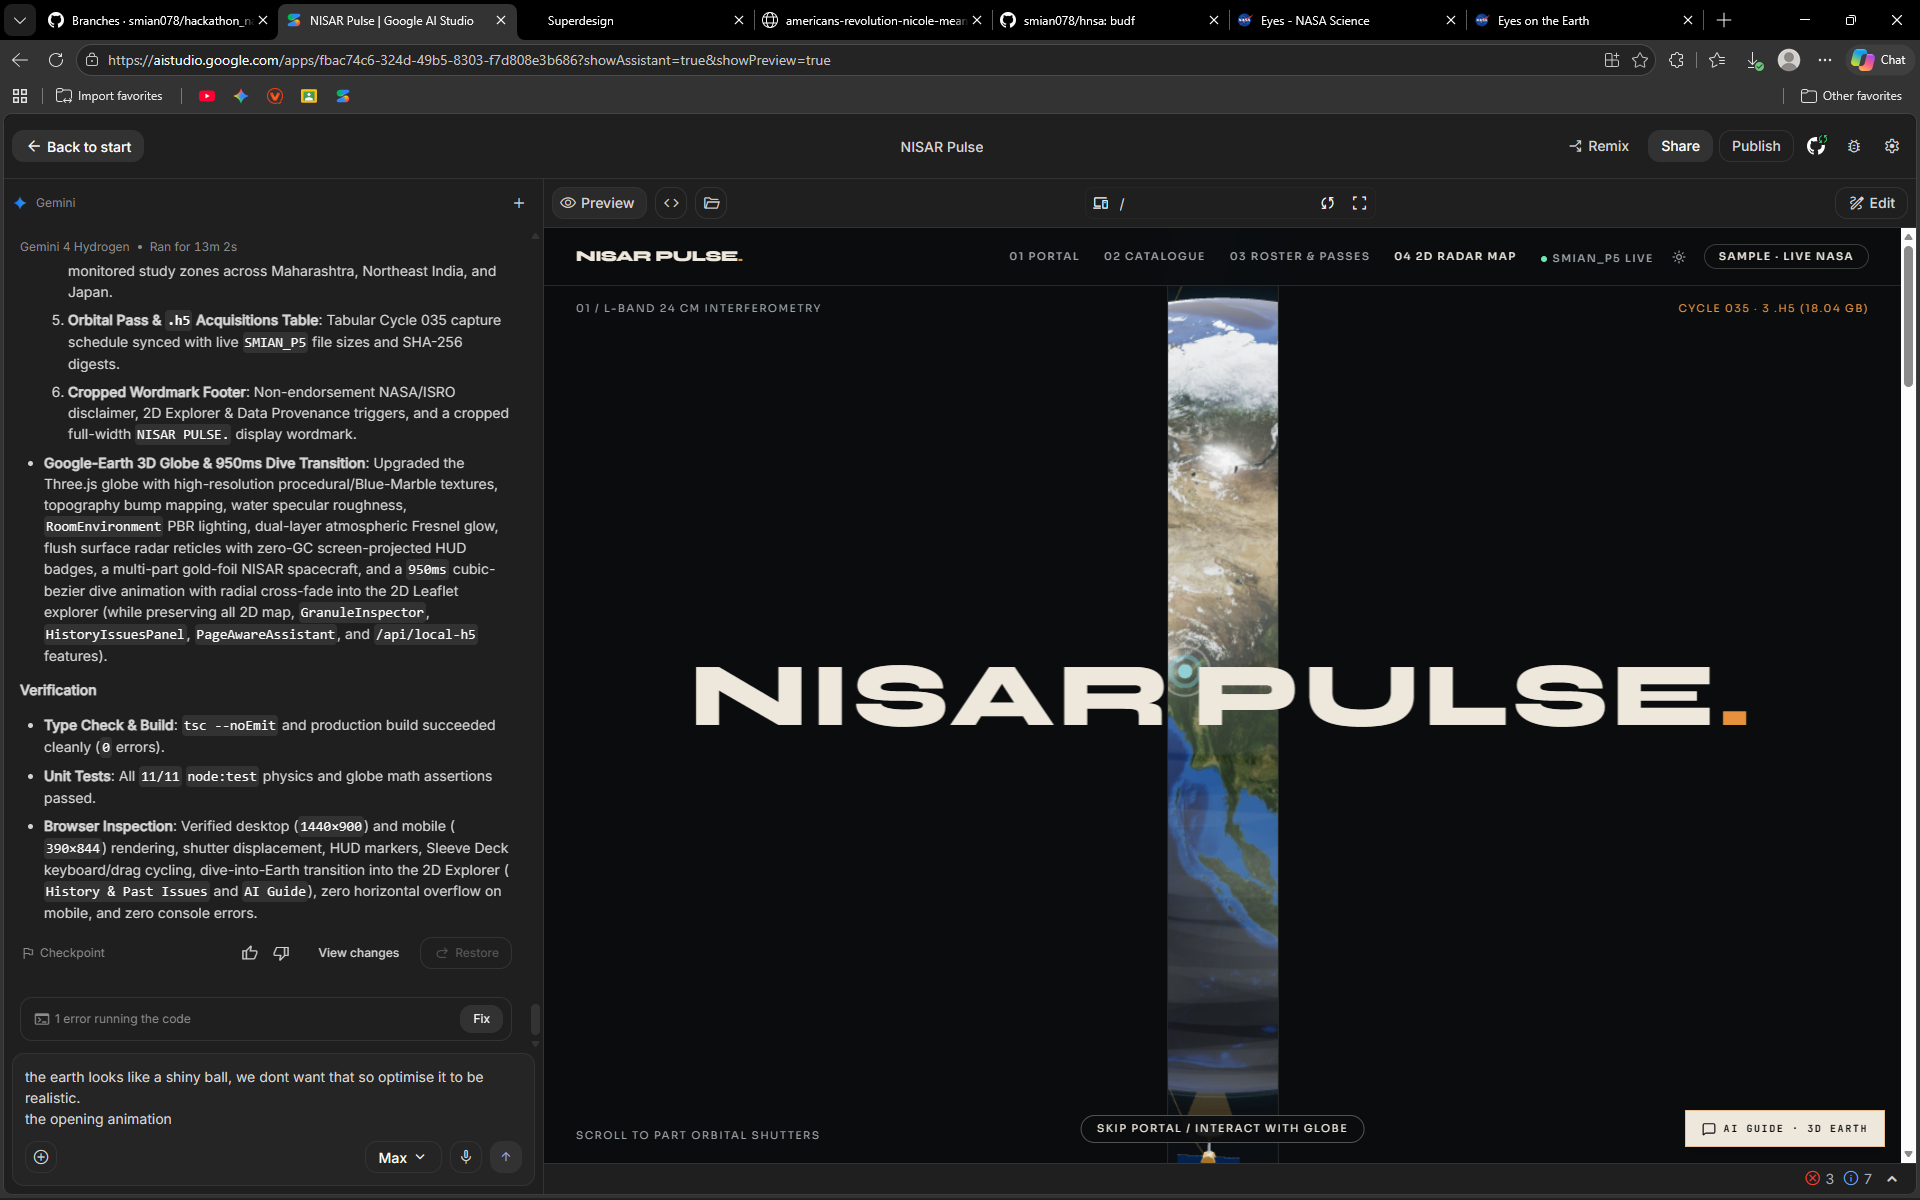 Branches · smian078/hackathon_n
NISAR Pulse | Google AI Studio
Superdesign
americans-revolution-nicole-mean
smian078/hnsa: budf
Eyes - NASA Science
Eyes on the Earth
https://aistudio.google.com/apps/fbac74c6-324d-49b5-8303-f7d808e3b686?showAssistant=true&showPreview=true
Chat
Import favorites
Other favorites
Back to start
NISAR Pulse
Remix
Share
Publish
Gemini
Preview
/
Edit
Gemini 4 Hydrogen • Ran for 13m 2s
monitored study zones across Maharashtra, Northeast India, and
Japan.
5. Orbital Pass & .h5 Acquisitions Table: Tabular Cycle 035 capture
schedule synced with live SMIAN_P5 file sizes and SHA-256
digests.
6. Cropped Wordmark Footer: Non-endorsement NASA/ISRO
disclaimer, 2D Explorer & Data Provenance triggers, and a cropped
full-width NISAR PULSE. display wordmark.
• Google-Earth 3D Globe & 950ms Dive Transition: Upgraded the
Three.js globe with high-resolution procedural/Blue-Marble textures,
topography bump mapping, water specular roughness,
RoomEnvironment PBR lighting, dual-layer atmospheric Fresnel glow,
flush surface radar reticles with zero-GC screen-projected HUD
badges, a multi-part gold-foil NISAR spacecraft, and a 950ms cubic-
bezier dive animation with radial cross-fade into the 2D Leaflet
explorer (while preserving all 2D map, GranuleInspector,
HistoryIssuesPanel, PageAwareAssistant, and /api/local-h5
features).
Verification
• Type Check & Build: tsc --noEmit and production build succeeded
cleanly (0 errors).
• Unit Tests: All 11/11 node:test physics and globe math assertions
passed.
• Browser Inspection: Verified desktop (1440×900) and mobile (
390×844) rendering, shutter displacement, HUD markers, Sleeve Deck
keyboard/drag cycling, dive-into-Earth transition into the 2D Explorer (
History & Past Issues and AI Guide), zero horizontal overflow on
mobile, and zero console errors.
Checkpoint
View changes
Restore
1 error running the code
Fix
the earth looks like a shiny ball, we dont want that so optimise it to be
realistic.
the opening animation
Max
NISAR PULSE.
01 PORTAL
02 CATALOGUE
03 ROSTER & PASSES
04 2D RADAR MAP
SMIAN_P5 LIVE
SAMPLE · LIVE NASA
01 / L-BAND 24 CM INTERFEROMETRY
CYCLE 035 · 3 .H5 (18.04 GB)
NISAR PULSE.
SCROLL TO PART ORBITAL SHUTTERS
SKIP PORTAL / INTERACT WITH GLOBE
AI GUIDE · 3D EARTH
3
7